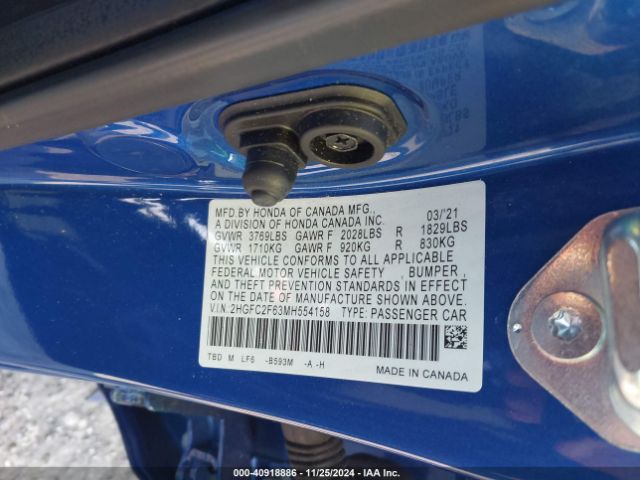 MFD.BY HONDA OF CANADA MFG., 03/'21
A DIVISION OF HONDA CANADA INC.
GVWR 3769LBS GAWR F 2028LBS R 1829LBS
GVWR 1710KG GAWR F 920KG R 830KG
THIS VEHICLE CONFORMS TO ALL APPLICABLE
FEDERAL MOTOR VEHICLE SAFETY , BUMPER ,
AND THEFT PREVENTION STANDARDS IN EFFECT
ON DATE OF MANUFACTURE SHOWN ABOVE.
V.I.N. 2HGFC2F63MH554158 TYPE: PASSENGER CAR
TBD M LF6 -B593M -A -H
MADE IN CANADA
000-40918886 - 11/25/2024 - IAA Inc.